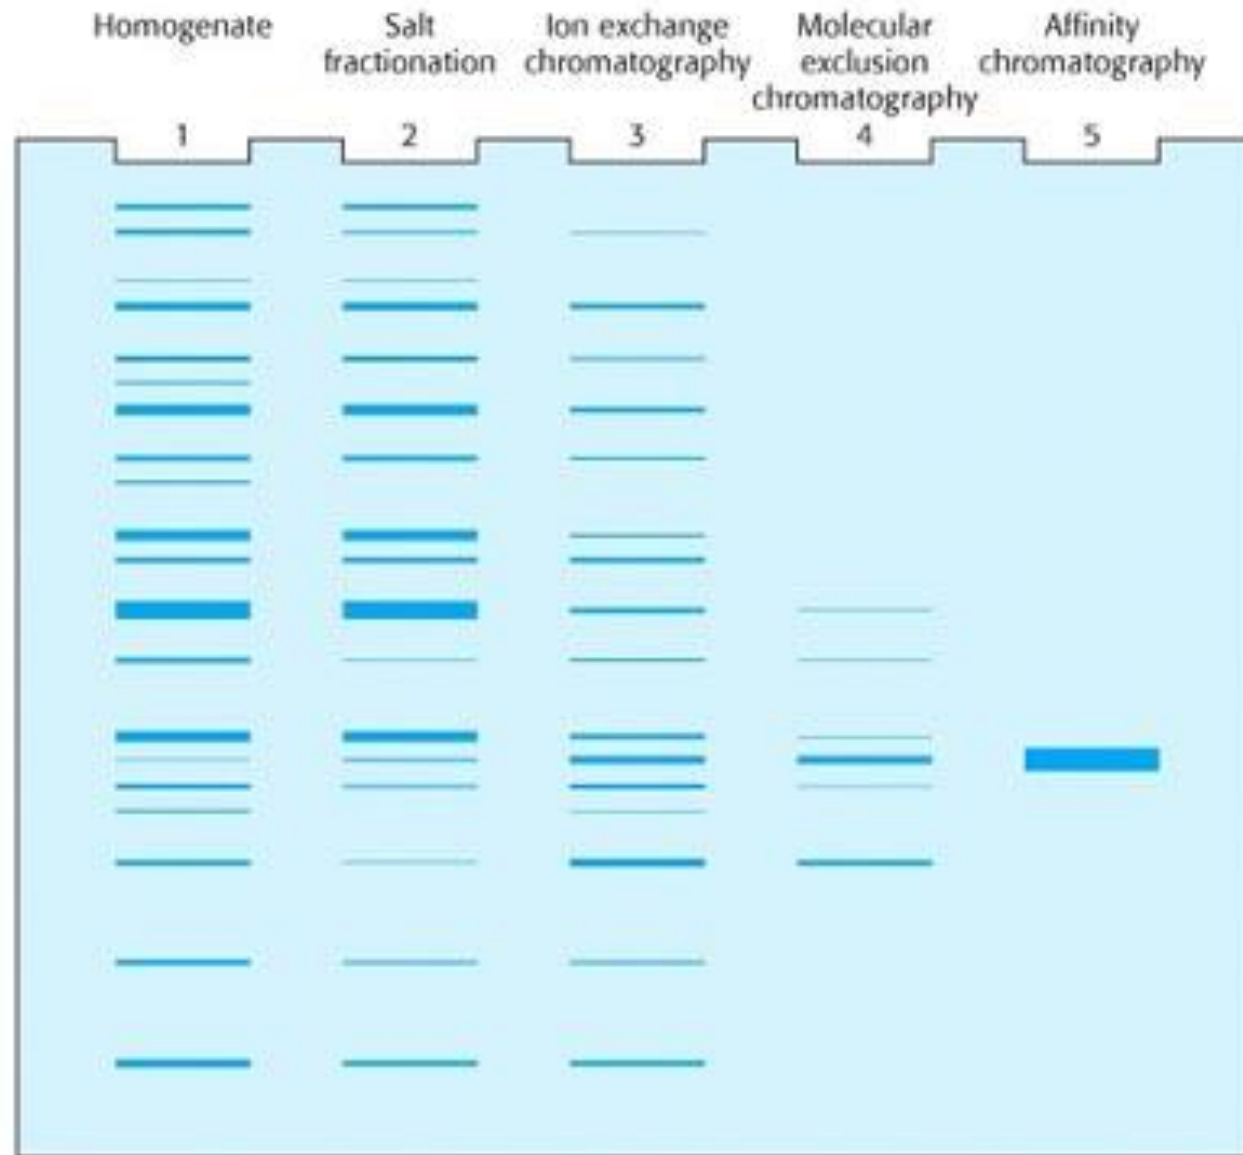 Homogenate
Salt
fractionation
Ion exchange
chromatography
Molecular
exclusion
chromatography
Affinity
chromatography
1
2
3
4
5